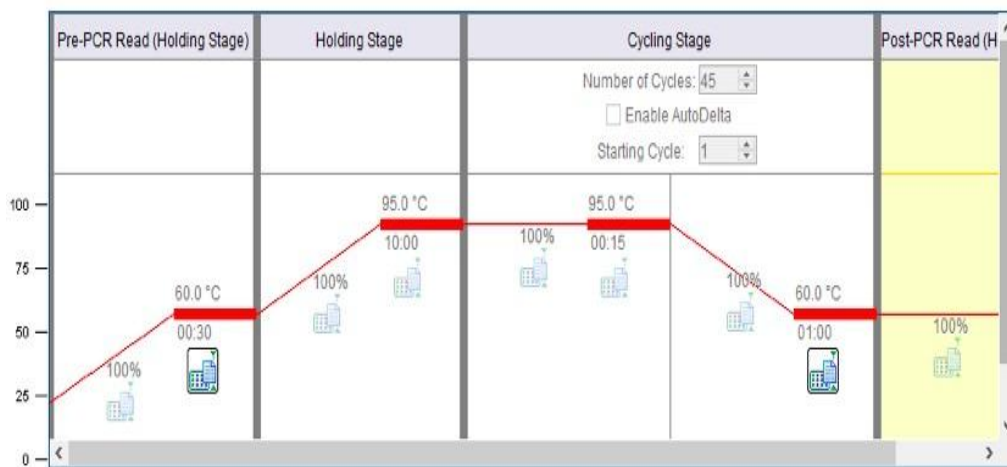 Pre-PCR Read (Holding Stage) Holding Stage Cycling Stage Post-PCR Read (H
Number of Cycles: 45
Enable AutoDelta
Starting Cycle: 1
100
95.0 °C 95.0 °C
10:00 100% 00:15
75
100% 100%
60.0 °C 60.0 °C
50
00:30 01:00 100%
100%
25
0